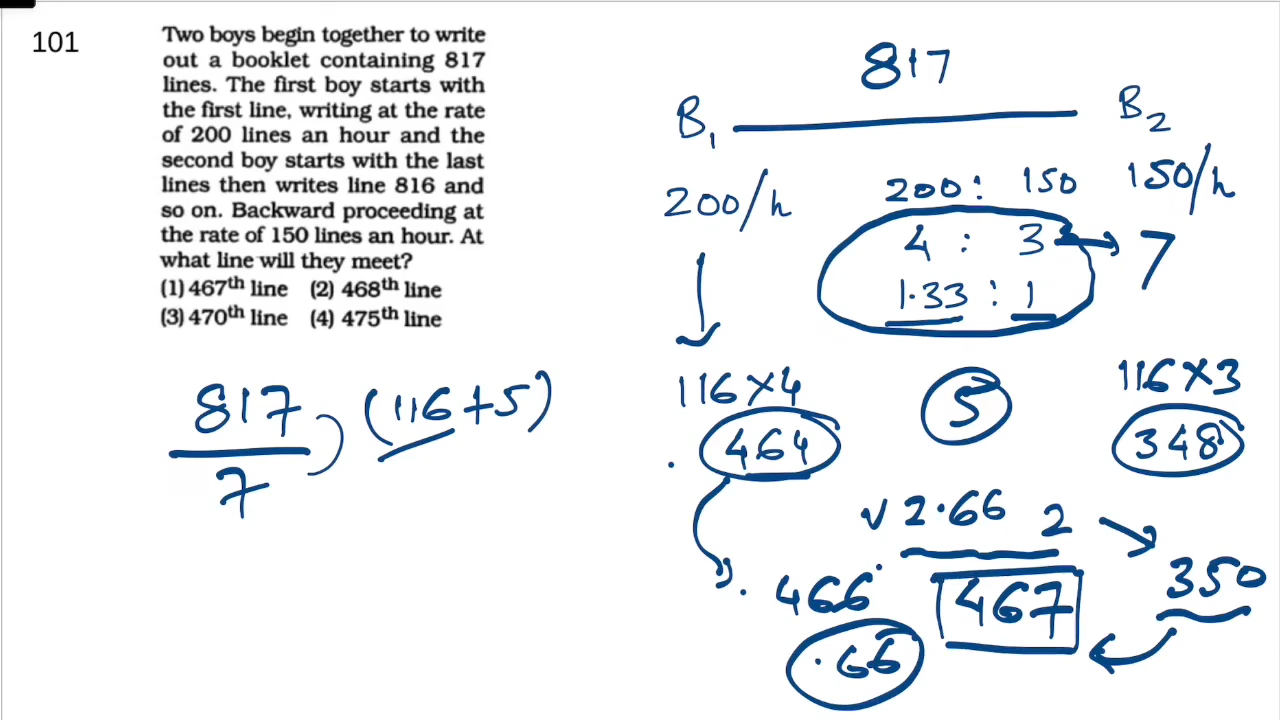 101
Two boys begin together to write
out a booklet containing 817
lines. The first boy starts with
the first line, writing at the rate
of 200 lines an hour and the
second boy starts with the last
lines then writes line 816 and
so on. Backward proceeding at
the rate of 150 lines an hour. At
what line will they meet?
(1) 467th line (2) 468th line
(3) 470th line (4) 475th line
817
B1 B2
200/h 150/h
200 : 150
4 : 3 → 7
1.33 : 1
817/7 (116+5)
116×4 5 116×3
464 348
√2.66 2
466 467 350
.66